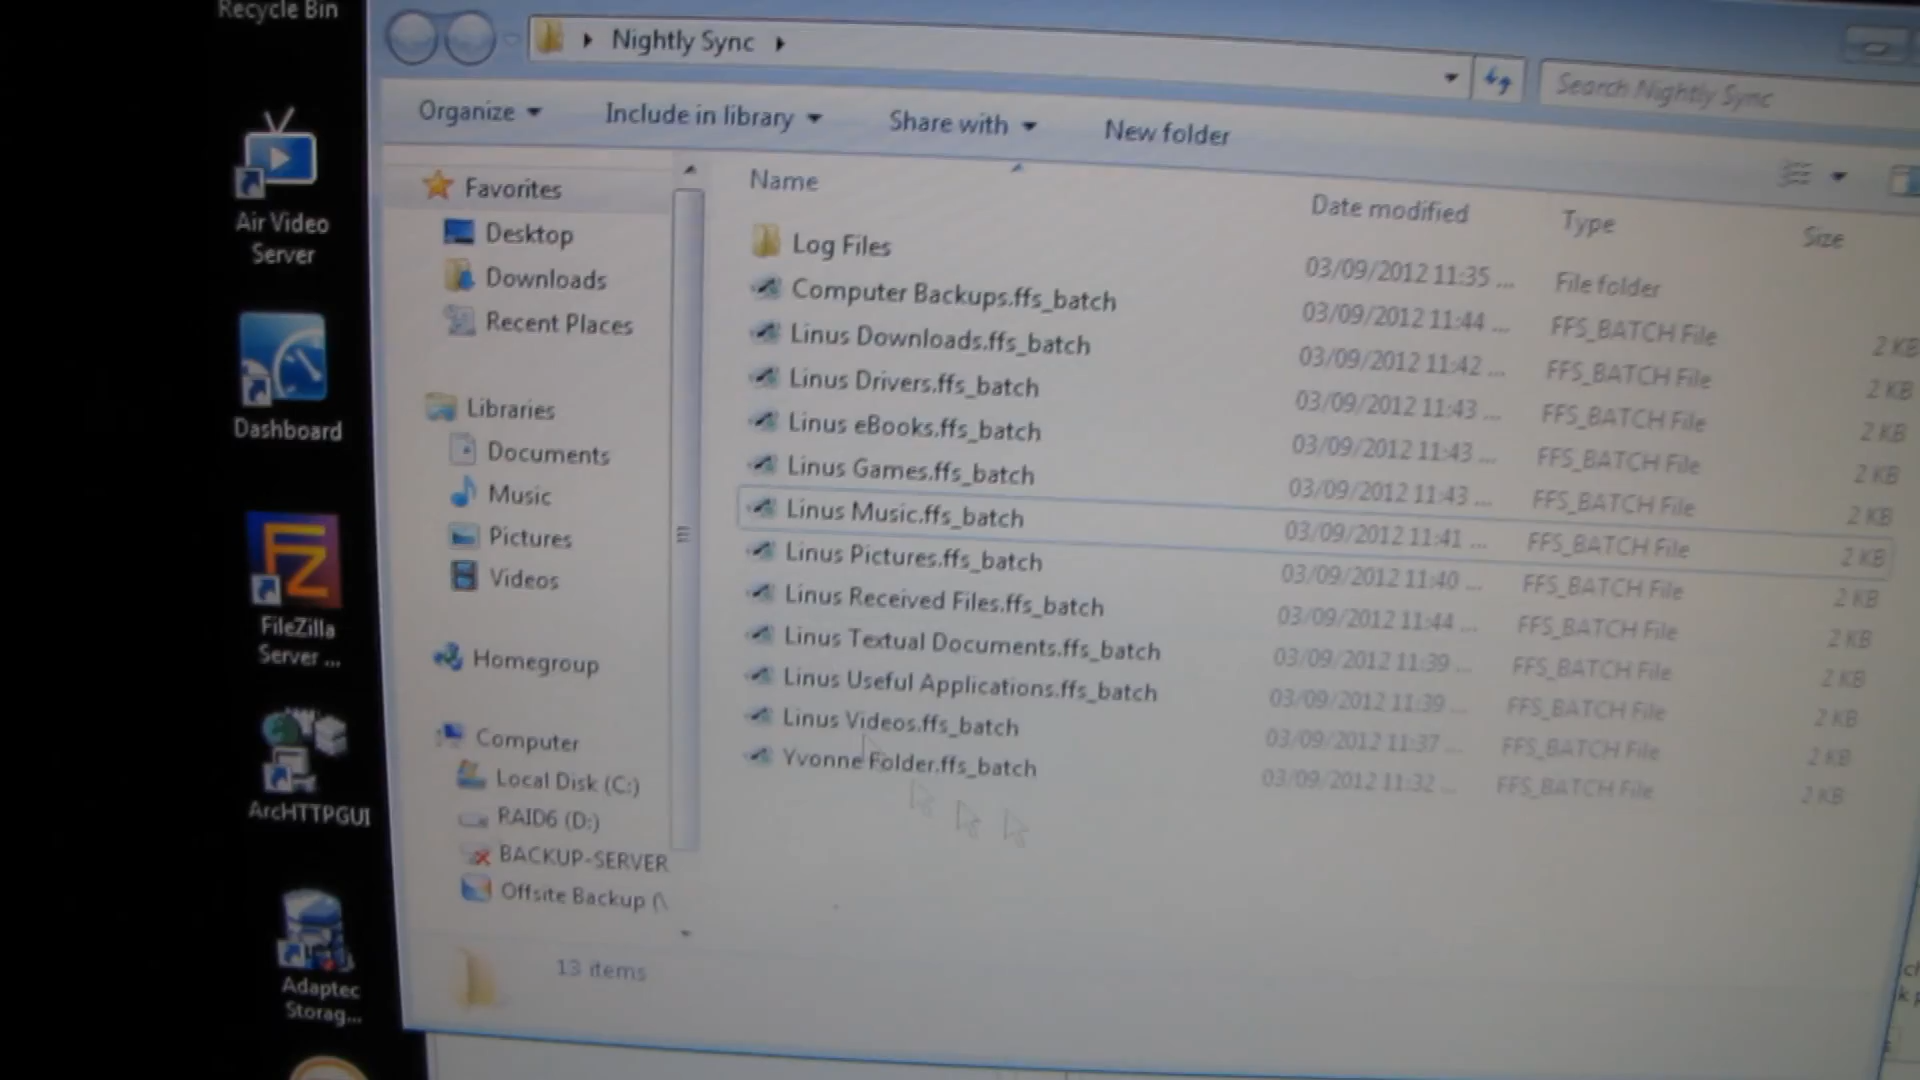 Recycle Bin
Air Video
Server
Dashboard
FileZilla
Server ...
ArcHTTPGUI
Adaptec
Storag...
Nightly Sync
Search Nightly Sync
Organize
Include in library
Share with
New folder
Favorites
Desktop
Downloads
Recent Places
Libraries
Documents
Music
Pictures
Videos
Homegroup
Computer
Local Disk (C:)
RAID6 (D:)
BACKUP-SERVER
Offsite Backup (\
Name Date modified Type Size
Log Files 03/09/2012 11:35 ... File folder
Computer Backups.ffs_batch 03/09/2012 11:44 ... FFS_BATCH File 2 KB
Linus Downloads.ffs_batch 03/09/2012 11:42 ... FFS_BATCH File 2 KB
Linus Drivers.ffs_batch 03/09/2012 11:43 ... FFS_BATCH File 2 KB
Linus eBooks.ffs_batch 03/09/2012 11:43 ... FFS_BATCH File 2 KB
Linus Games.ffs_batch 03/09/2012 11:43 ... FFS_BATCH File 2 KB
Linus Music.ffs_batch 03/09/2012 11:41 ... FFS_BATCH File 2 KB
Linus Pictures.ffs_batch 03/09/2012 11:40 ... FFS_BATCH File 2 KB
Linus Received Files.ffs_batch 03/09/2012 11:44 ... FFS_BATCH File 2 KB
Linus Textual Documents.ffs_batch 03/09/2012 11:39 ... FFS_BATCH File 2 KB
Linus Useful Applications.ffs_batch 03/09/2012 11:39 ... FFS_BATCH File 2 KB
Linus Videos.ffs_batch 03/09/2012 11:37 ... FFS_BATCH File 2 KB
Yvonne Folder.ffs_batch 03/09/2012 11:32 ... FFS_BATCH File 2 KB
13 items